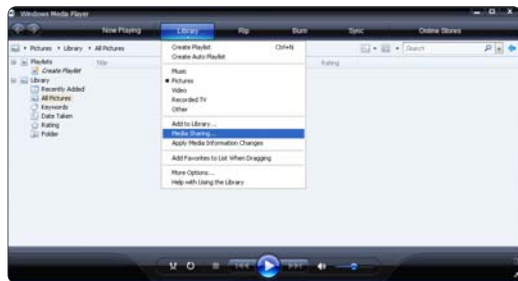 Windows Media Player
Now Playing Library Rip Burn Sync Online Stores
Pictures Library All Pictures Search
Playlists
Create Playlist
Library
Recently Added
All Pictures
Keywords
Date Taken
Rating
Folder
Title Rating
Create Playlist Ctrl+N
Create Auto Playlist
Music
Pictures
Video
Recorded TV
Other
Add to Library...
Media Sharing...
Apply Media Information Changes
Add Favorites to List When Dragging
More Options...
Help with Using the Library